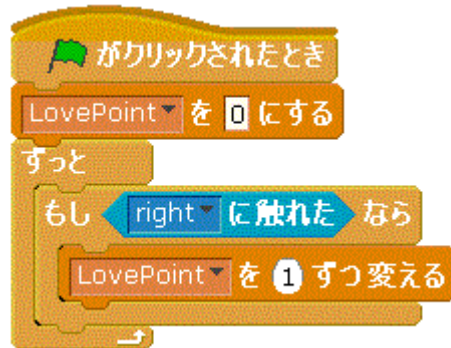 がクリックされたとき
LovePoint を 0 にする
ずっと
もし right に触れた なら
LovePoint を 1 ずつ変える